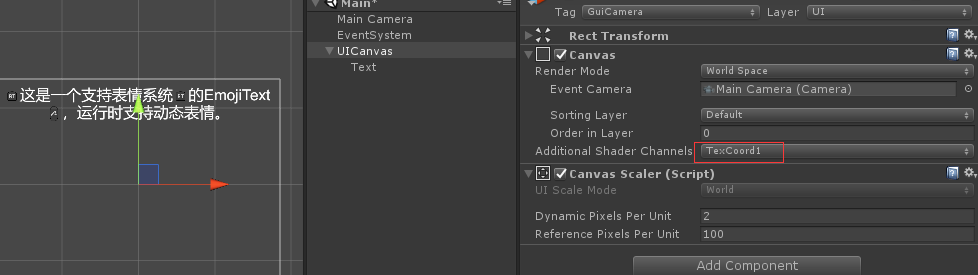 Main*
Main Camera
EventSystem
UICanvas
Text
这是一个支持表情系统 的EmojiText
，运行时支持动态表情。
Tag GuiCamera Layer UI
Rect Transform
Canvas
Render Mode World Space
Event Camera Main Camera (Camera)
Sorting Layer Default
Order in Layer 0
Additional Shader Channels TexCoord1
Canvas Scaler (Script)
UI Scale Mode World
Dynamic Pixels Per Unit 2
Reference Pixels Per Unit 100
Add Component